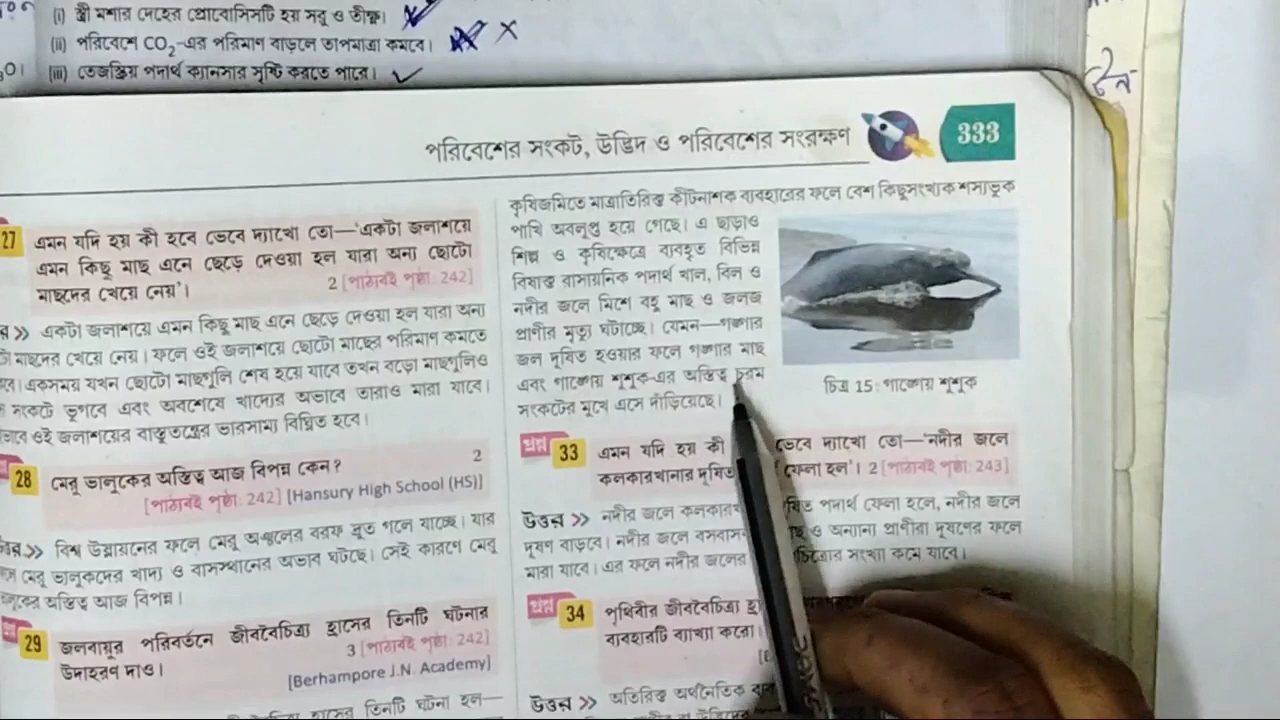 (i) স্ত্রী মশার দেহের প্রোবোসিসটি হয় সরু ও তীক্ষ্ণ।
(ii) পরিবেশে CO₂-এর পরিমাণ বাড়লে তাপমাত্রা কমবে।
(iii) তেজস্ক্রিয় পদার্থ ক্যানসার সৃষ্টি করতে পারে।
পরিবেশের সংকট, উদ্ভিদ ও পরিবেশের সংরক্ষণ
333
27 এমন যদি হয় কী হবে ভেবে দ্যাখো তো—'একটা জলাশয়ে
এমন কিছু মাছ এনে ছেড়ে দেওয়া হল যারা অন্য ছোটো
মাছদের খেয়ে নেয়'। 2 [পাঠ্যবই পৃষ্ঠা: 242]
একটা জলাশয়ে এমন কিছু মাছ এনে ছেড়ে দেওয়া হল যারা অন্য
মাছদের খেয়ে নেয়। ফলে ওই জলাশয়ে ছোটো মাছের পরিমাণ কমতে
একসময় যখন ছোটো মাছগুলি শেষ হয়ে যাবে তখন বড়ো মাছগুলিও
সংকটে ভুগবে এবং অবশেষে খাদ্যের অভাবে তারাও মারা যাবে।
ওই জলাশয়ের বাস্তুতন্ত্রের ভারসাম্য বিঘ্নিত হবে।
28 মেরু ভালুকের অস্তিত্ব আজ বিপন্ন কেন? 2
[পাঠ্যবই পৃষ্ঠা: 242] [Hansury High School (HS)]
বিশ্ব উষ্ণায়নের ফলে মেরু অঞ্চলের বরফ দ্রুত গলে যাচ্ছে। যার
মেরু ভালুকদের খাদ্য ও বাসস্থানের অভাব ঘটছে। সেই কারণে মেরু
অস্তিত্ব আজ বিপন্ন।
29 জলবায়ুর পরিবর্তনে জীববৈচিত্র্য হ্রাসের তিনটি ঘটনার
উদাহরণ দাও। 3 [পাঠ্যবই পৃষ্ঠা: 242]
[Berhampore J.N. Academy]
হ্রাসের তিনটি ঘটনা হল—
কৃষিজমিতে মাত্রাতিরিক্ত কীটনাশক ব্যবহারের ফলে বেশ কিছুসংখ্যক শস্যভুক
পাখি অবলুপ্ত হয়ে গেছে। এ ছাড়াও
শিল্প ও কৃষিক্ষেত্রে ব্যবহৃত বিভিন্ন
বিষাক্ত রাসায়নিক পদার্থ খাল, বিল ও
নদীর জলে মিশে বহু মাছ ও জলজ
প্রাণীর মৃত্যু ঘটাচ্ছে। যেমন—গঙ্গার
জল দূষিত হওয়ার ফলে গঙ্গার মাছ
এবং গাঙ্গেয় শুশুক-এর অস্তিত্ব চরম
সংকটের মুখে এসে দাঁড়িয়েছে।
চিত্র 15: গাঙ্গেয় শুশুক
প্রশ্ন 33 এমন যদি হয় কী ভেবে দ্যাখো তো—'নদীর জলে
কলকারখানার দূষিত ফেলা হল'। 2 [পাঠ্যবই পৃষ্ঠা: 243]
উত্তর >> নদীর জলে পদার্থ ফেলা হলে, নদীর জলে
দূষণ বাড়বে। নদীর জলে ও অন্যান্য প্রাণীরা দূষণের ফলে
মারা যাবে। এর ফলে নদীর জলের সংখ্যা কমে যাবে।
প্রশ্ন 34 পৃথিবীর জীববৈচিত্র্য
ব্যবহারটি ব্যাখ্যা করো।
উত্তর >> অতিরিক্ত অর্থনৈতিক